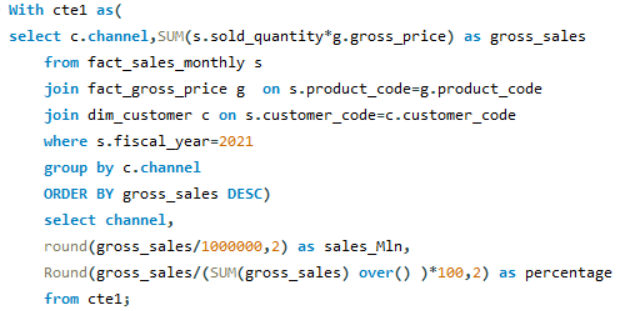 With cte1 as(
select c.channel,SUM(s.sold_quantity*g.gross_price) as gross_sales
from fact_sales_monthly s
join fact_gross_price g  on s.product_code=g.product_code
join dim_customer c on s.customer_code=c.customer_code
where s.fiscal_year=2021
group by c.channel
ORDER BY gross_sales DESC)
select channel,
round(gross_sales/1000000,2) as sales_Mln,
Round(gross_sales/(SUM(gross_sales) over() )*100,2) as percentage
from cte1;